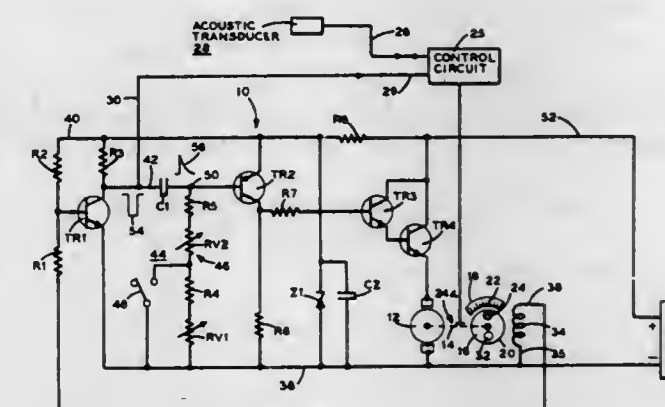 ACOUSTIC
TRANSDUCER
28
26
25
CONTROL
CIRCUIT
29
30
10
40
R8
52
R2
R3
42
56
50
TR2
C1
R5
R7
TR3
TR1
54
TR4
RV2
R1
44
46
48
R4
Z1
C2
24A
18
22
24
38
12
34
14
16
32
20
35
RV1
R6
36
+
−